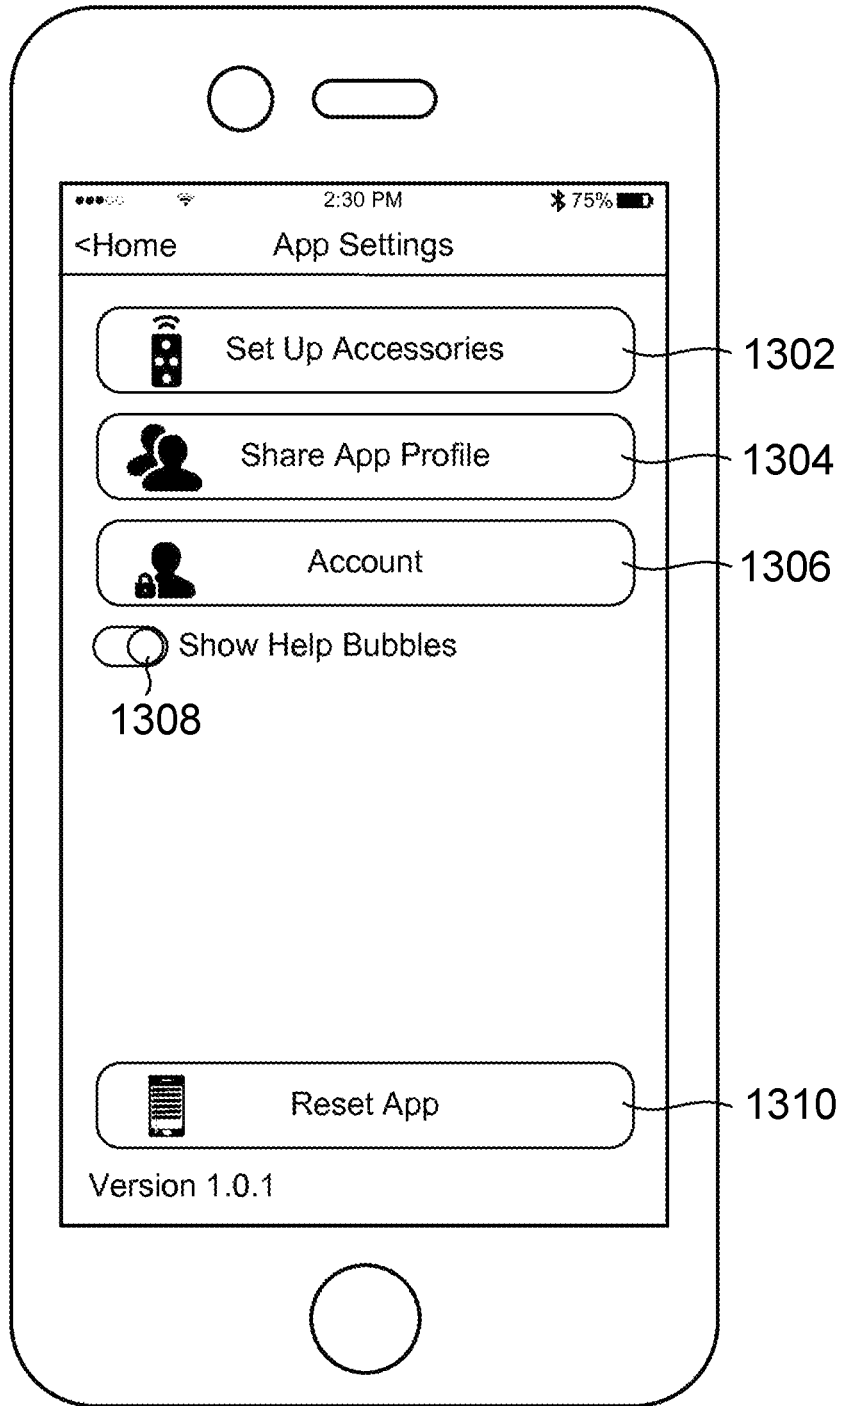 2:30 PM 75%
<Home App Settings
Set Up Accessories 1302
Share App Profile 1304
Account 1306
Show Help Bubbles
1308
Reset App 1310
Version 1.0.1